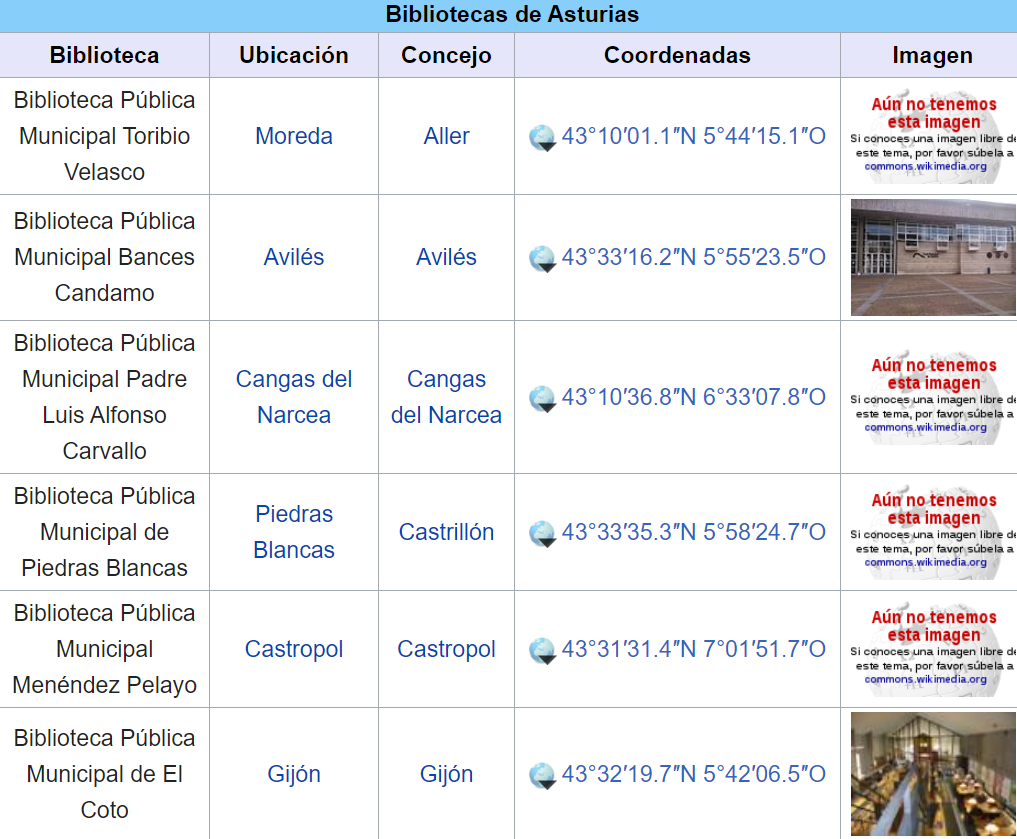 Bibliotecas de Asturias
Biblioteca Ubicación Concejo Coordenadas Imagen
Biblioteca Pública
Municipal Toribio
Velasco
Moreda
Aller
43°10′01.1″N 5°44′15.1″O
Aún no tenemos
esta imagen
Si conoces una imagen libre de
este tema, por favor súbela a
commons.wikimedia.org
Biblioteca Pública
Municipal Bances
Candamo
Avilés
Avilés
43°33′16.2″N 5°55′23.5″O
Biblioteca Pública
Municipal Padre
Luis Alfonso
Carvallo
Cangas del
Narcea
Cangas
del Narcea
43°10′36.8″N 6°33′07.8″O
Aún no tenemos
esta imagen
Si conoces una imagen libre de
este tema, por favor súbela a
commons.wikimedia.org
Biblioteca Pública
Municipal de
Piedras Blancas
Piedras
Blancas
Castrillón
43°33′35.3″N 5°58′24.7″O
Aún no tenemos
esta imagen
Si conoces una imagen libre de
este tema, por favor súbela a
commons.wikimedia.org
Biblioteca Pública
Municipal
Menéndez Pelayo
Castropol
Castropol
43°31′31.4″N 7°01′51.7″O
Aún no tenemos
esta imagen
Si conoces una imagen libre de
este tema, por favor súbela a
commons.wikimedia.org
Biblioteca Pública
Municipal de El
Coto
Gijón
Gijón
43°32′19.7″N 5°42′06.5″O